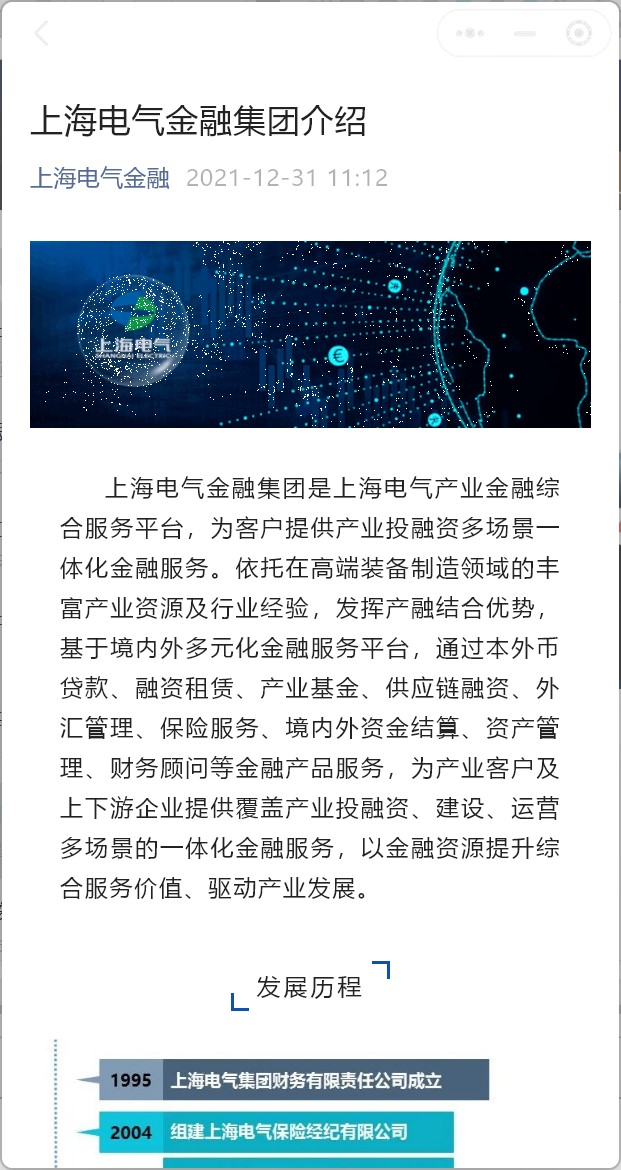 上海电气金融集团介绍
上海电气金融 2021-12-31 11:12
上海电气
SHANGHAI ELECTRIC
上海电气金融集团是上海电气产业金融综
合服务平台，为客户提供产业投融资多场景一
体化金融服务。依托在高端装备制造领域的丰
富产业资源及行业经验，发挥产融结合优势，
基于境内外多元化金融服务平台，通过本外币
贷款、融资租赁、产业基金、供应链融资、外
汇管理、保险服务、境内外资金结算、资产管
理、财务顾问等金融产品服务，为产业客户及
上下游企业提供覆盖产业投融资、建设、运营
多场景的一体化金融服务，以金融资源提升综
合服务价值、驱动产业发展。
发展历程
1995 上海电气集团财务有限责任公司成立
2004 组建上海电气保险经纪有限公司